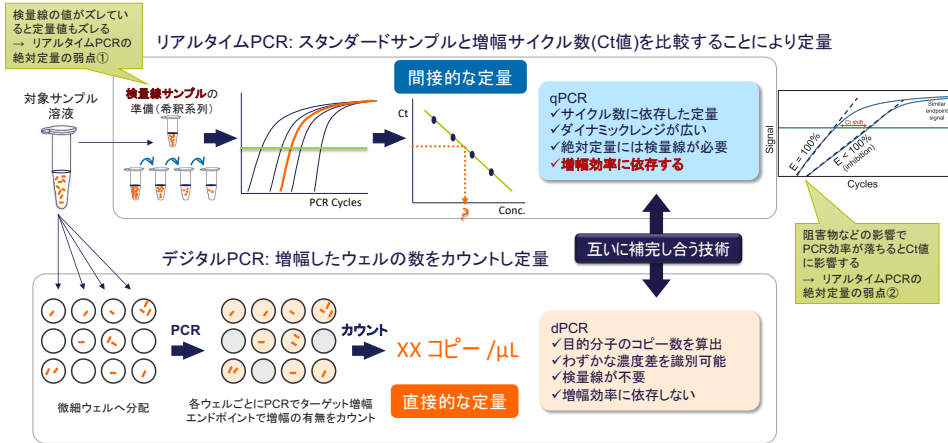 検量線の値がズレている
と定量値もズレる
→ リアルタイムPCRの
絶対定量の弱点①
リアルタイムPCR: スタンダードサンプルと増幅サイクル数(Ct値)を比較することにより定量
対象サンプル
溶液
検量線サンプルの
準備(希釈系列)
PCR Cycles
間接的な定量
Ct
Conc.
?
qPCR
✓サイクル数に依存した定量
✓ダイナミックレンジが広い
✓絶対定量には検量線が必要
✓増幅効率に依存する
Signal
Similar
endpoint
signal
Ct shift
E = 100%
E < 100%
(inhibition)
Cycles
阻害物などの影響で
PCR効率が落ちるとCt値
に影響する
→ リアルタイムPCRの
絶対定量の弱点②
互いに補完し合う技術
デジタルPCR: 増幅したウェルの数をカウントし定量
PCR
カウント
XX コピー /μL
直接的な定量
微細ウェルへ分配
各ウェルごとにPCRでターゲット増幅
エンドポイントで増幅の有無をカウント
dPCR
✓目的分子のコピー数を算出
✓わずかな濃度差を識別可能
✓検量線が不要
✓増幅効率に依存しない